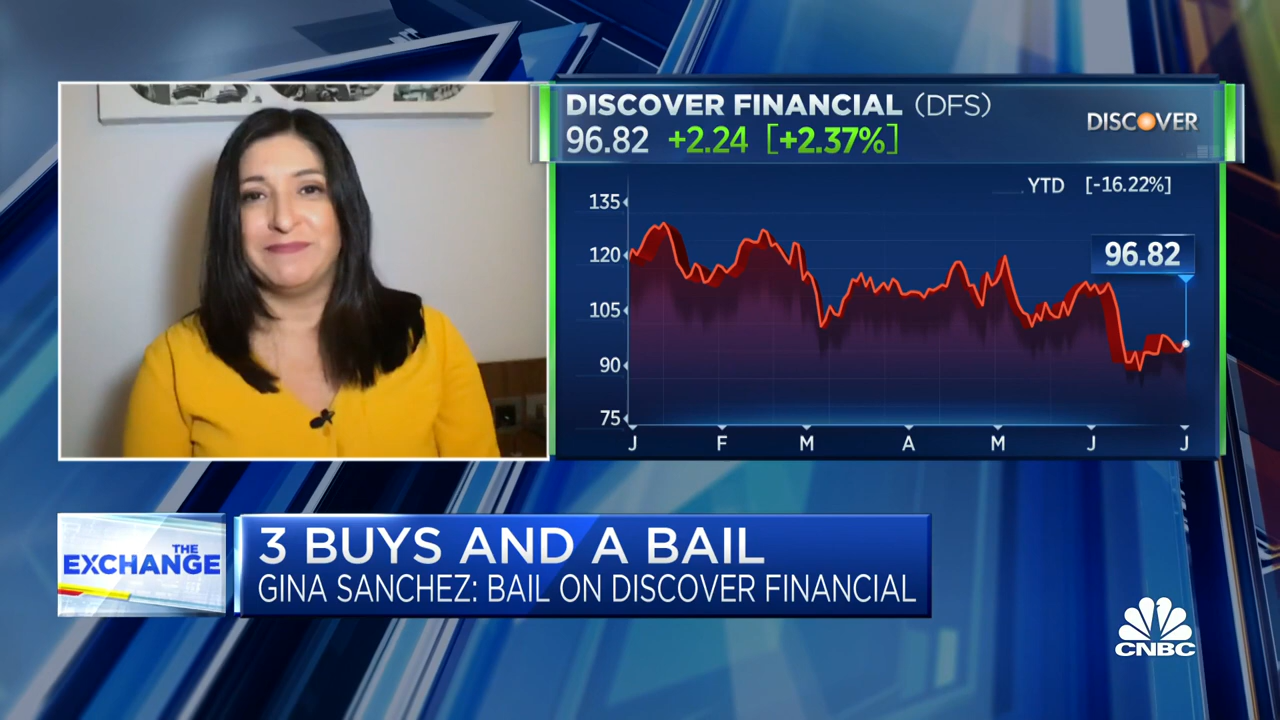 DISCOVER FINANCIAL (DFS)
96.82 +2.24 [+2.37%]
DISCOVER
YTD [-16.22%]
135
120
105
90
75
96.82
J F M A M J J
THE
EXCHANGE
3 BUYS AND A BAIL
GINA SANCHEZ: BAIL ON DISCOVER FINANCIAL
CNBC